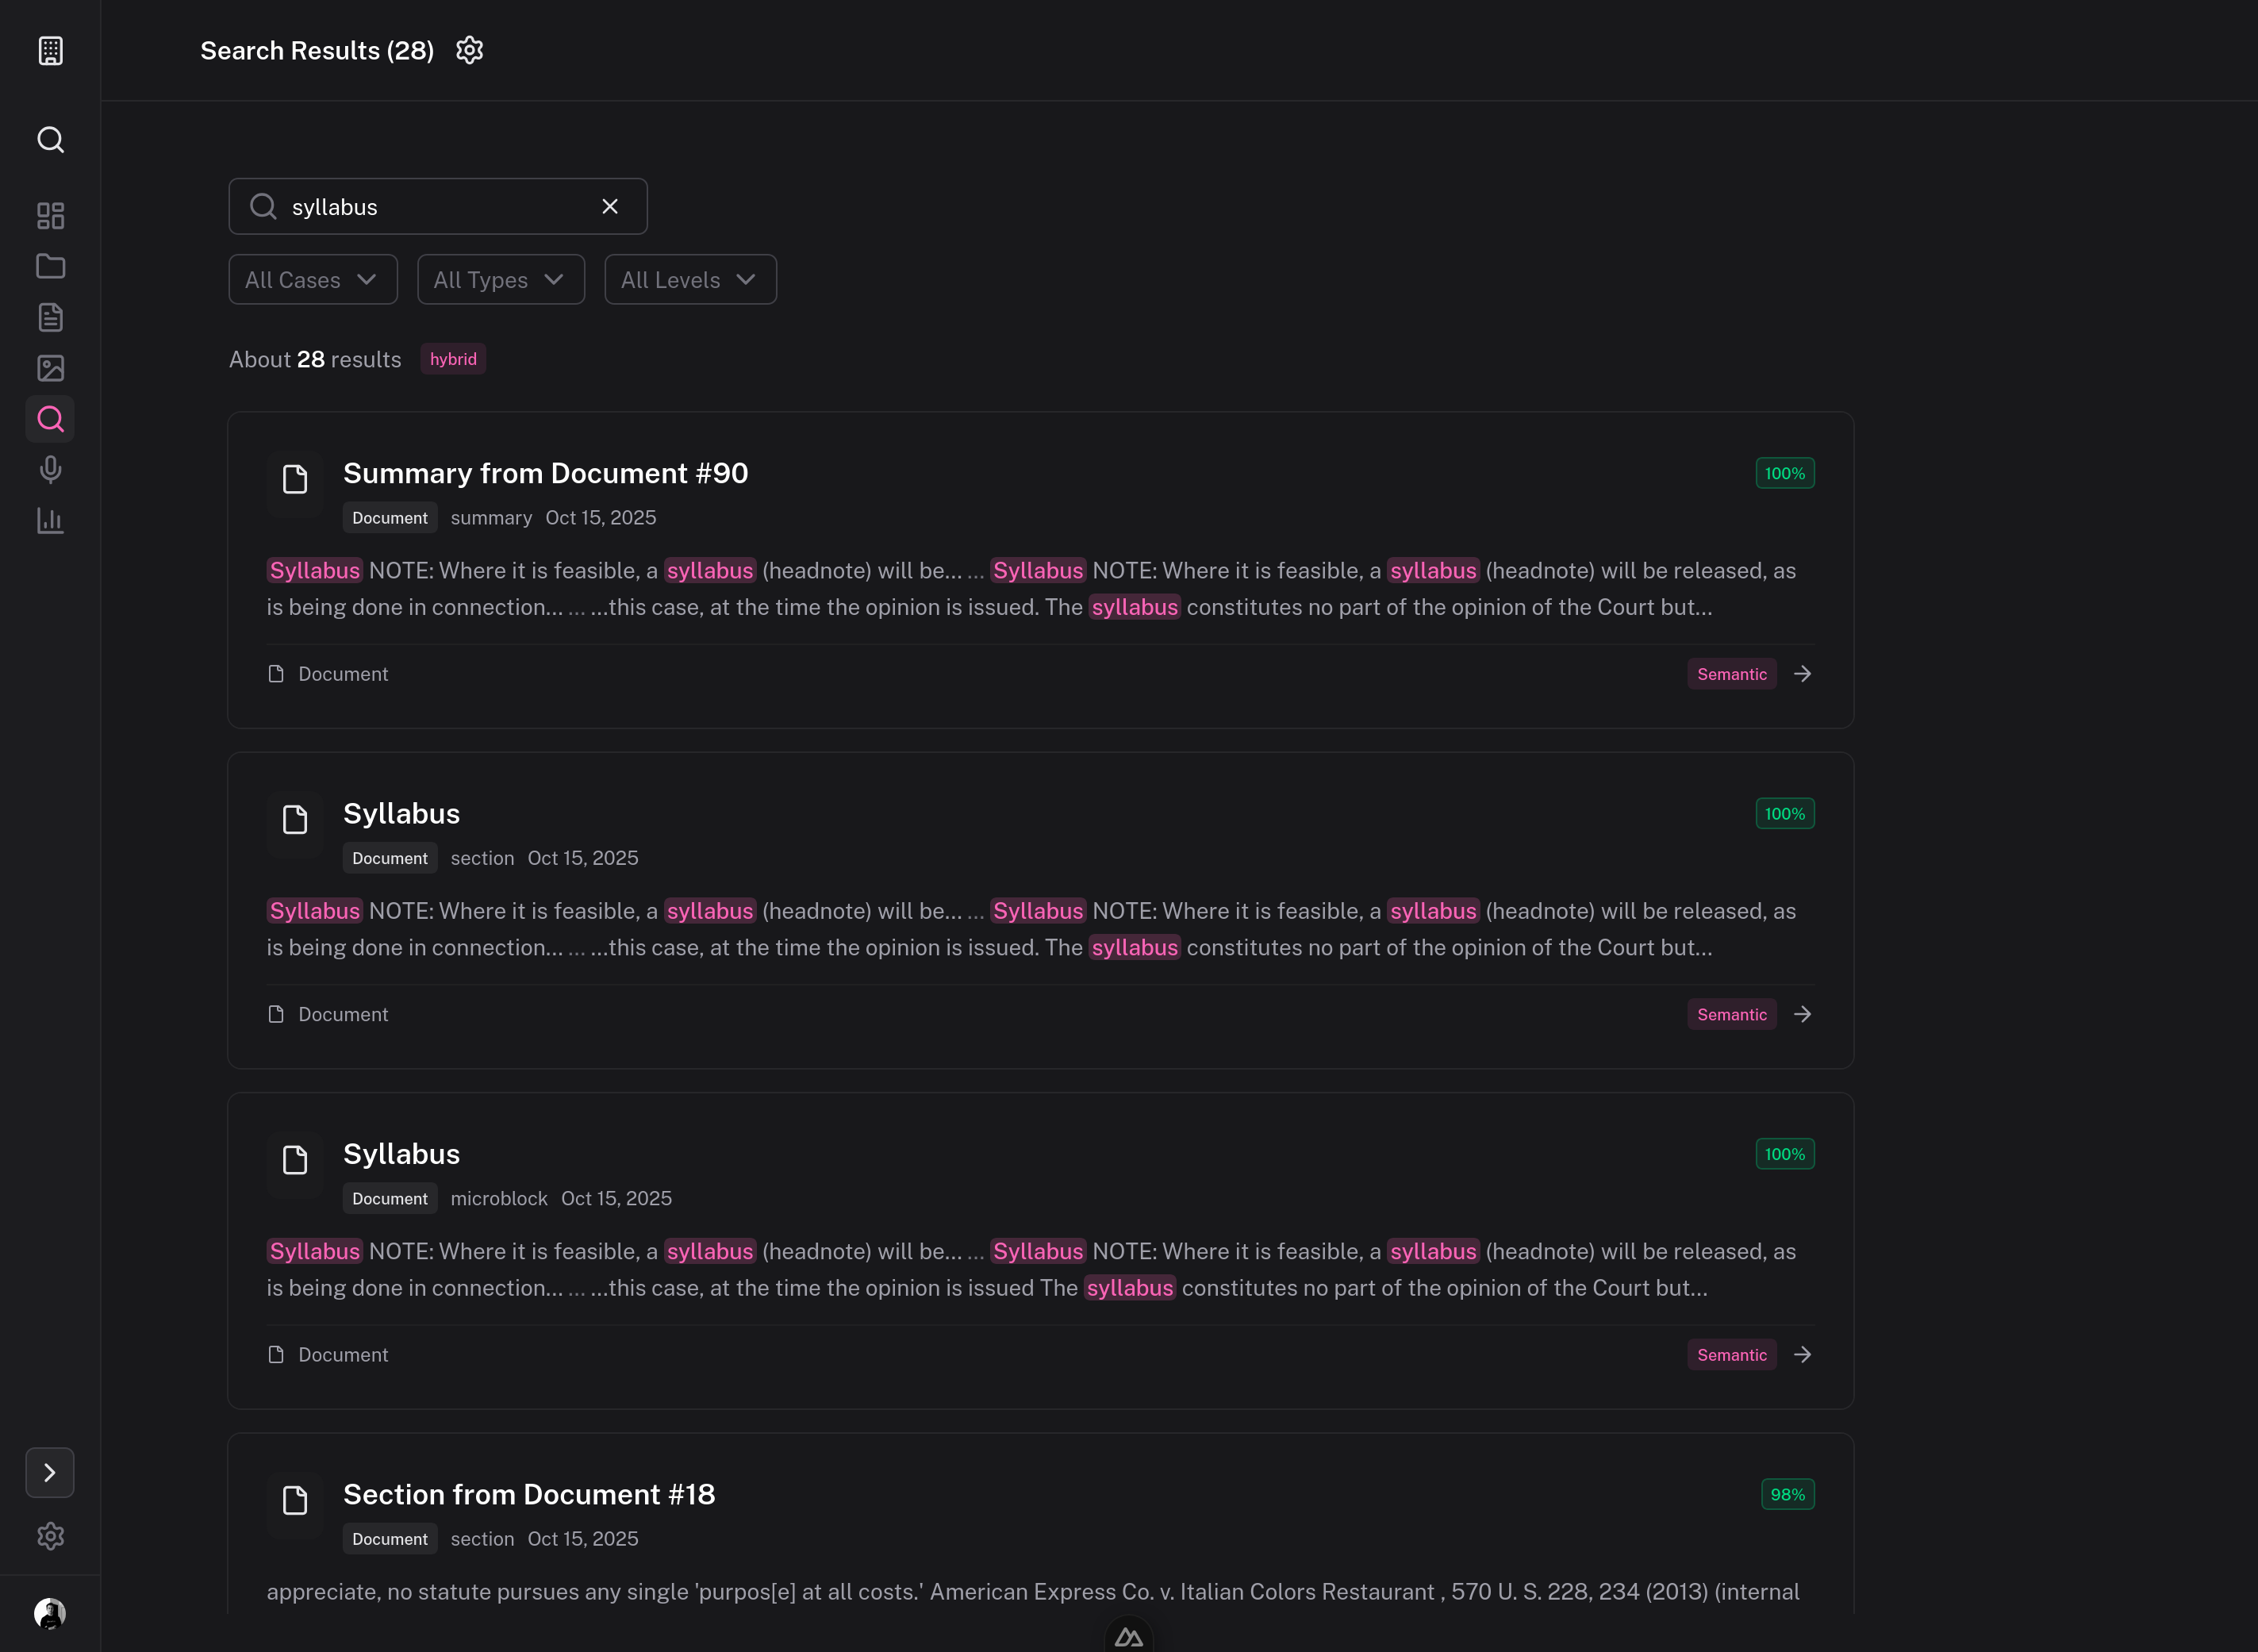 Search Results (28)
syllabus
All Cases
All Types
All Levels
About 28 results
hybrid
Summary from Document #90
100%
Document summary Oct 15, 2025
Syllabus NOTE: Where it is feasible, a syllabus (headnote) will be... ... Syllabus NOTE: Where it is feasible, a syllabus (headnote) will be released, as
is being done in connection... ... ...this case, at the time the opinion is issued. The syllabus constitutes no part of the opinion of the Court but...
Document
Semantic
Syllabus
100%
Document section Oct 15, 2025
Syllabus NOTE: Where it is feasible, a syllabus (headnote) will be... ... Syllabus NOTE: Where it is feasible, a syllabus (headnote) will be released, as
is being done in connection... ... ...this case, at the time the opinion is issued. The syllabus constitutes no part of the opinion of the Court but...
Document
Semantic
Syllabus
100%
Document microblock Oct 15, 2025
Syllabus NOTE: Where it is feasible, a syllabus (headnote) will be... ... Syllabus NOTE: Where it is feasible, a syllabus (headnote) will be released, as
is being done in connection... ... ...this case, at the time the opinion is issued The syllabus constitutes no part of the opinion of the Court but...
Document
Semantic
Section from Document #18
98%
Document section Oct 15, 2025
appreciate, no statute pursues any single 'purpos[e] at all costs.' American Express Co. v. Italian Colors Restaurant , 570 U. S. 228, 234 (2013) (internal